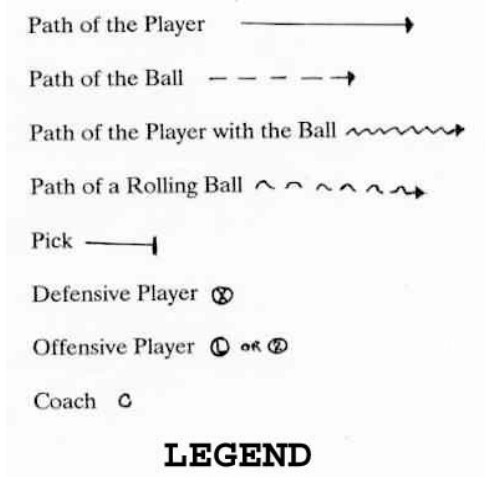 Path of the Player
Path of the Ball
Path of the Player with the Ball
Path of a Rolling Ball
Pick
Defensive Player Ⓧ
Offensive Player ① OR ②
Coach C
LEGEND